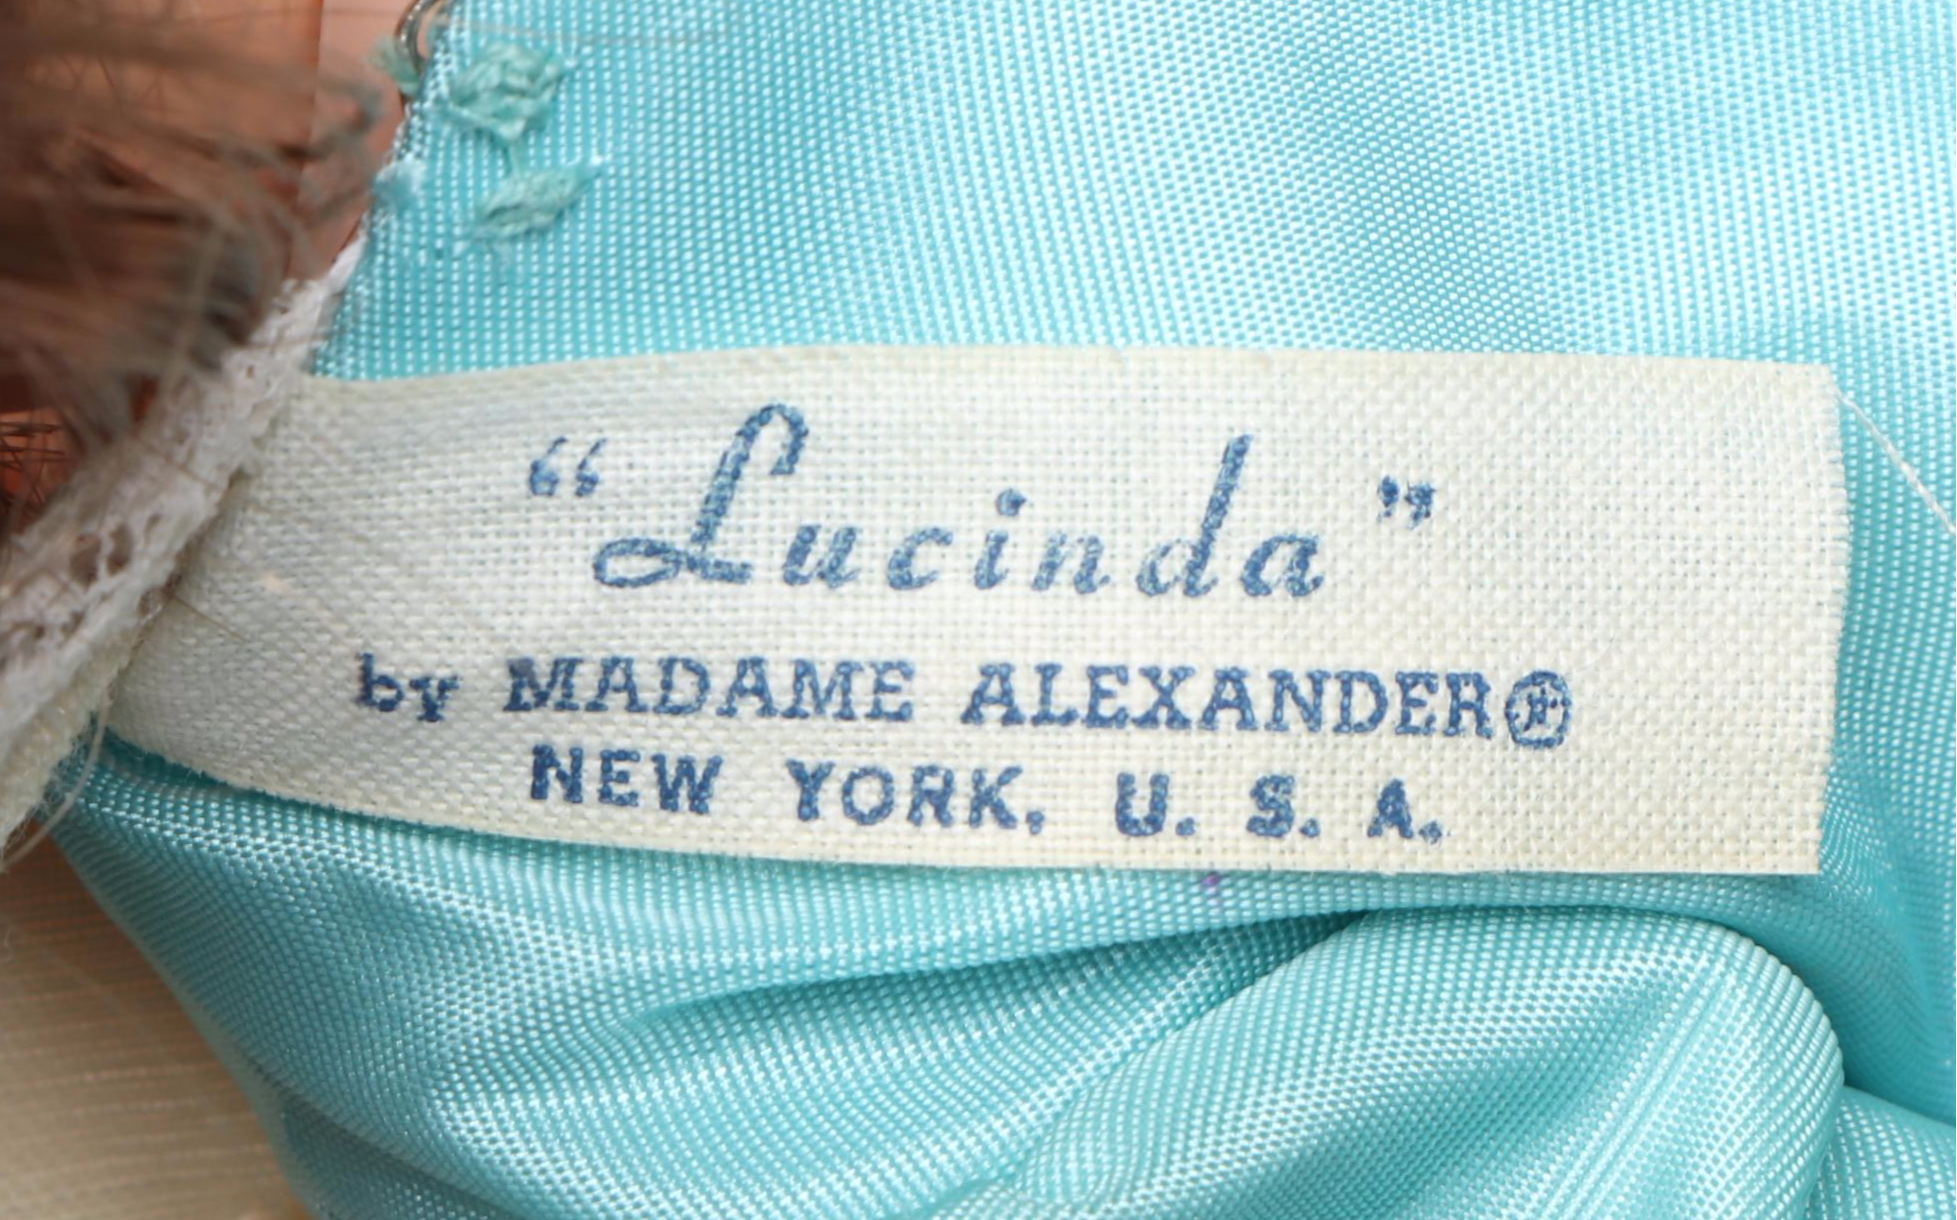 “Lucinda”
by MADAME ALEXANDER®
NEW YORK, U. S. A.